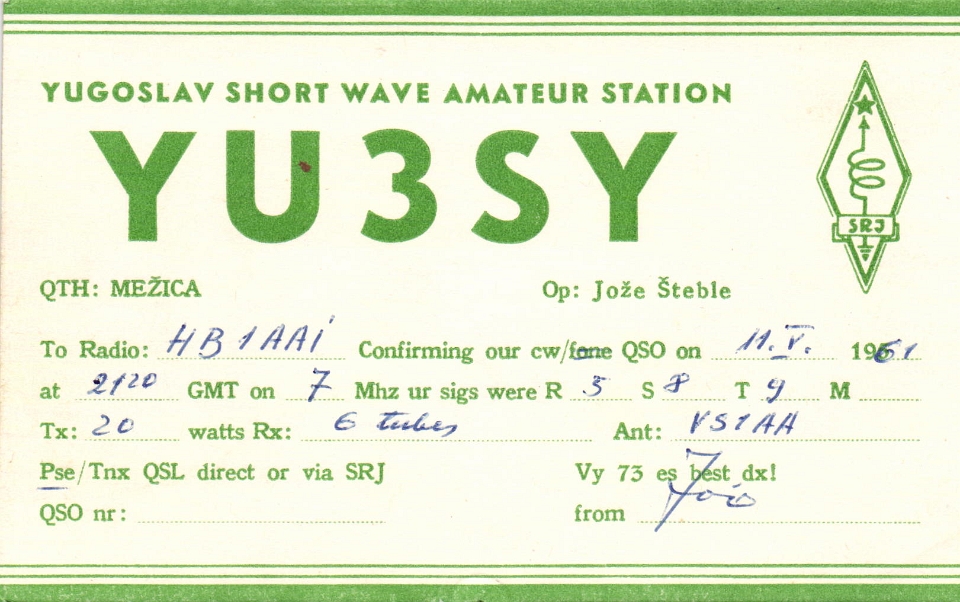 YUGOSLAV SHORT WAVE AMATEUR STATION
YU3SY
SRJ
QTH: MEŽICA Op: Jože Šteble
To Radio: HB1AAI Confirming our cw/fone QSO on 11.V. 1961
at 2120 GMT on 7 Mhz ur sigs were R 5 S 8 T 9 M
Tx: 20 watts Rx: 6 tubes Ant: VS1AA
Pse/Tnx QSL direct or via SRJ Vy 73 es best dx!
QSO nr: from